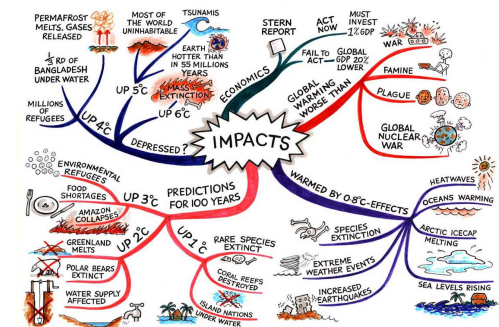 IMPACTS
ECONOMICS
STERN
REPORT
ACT
NOW
MUST
INVEST
1% GDP
FAIL TO
ACT
GLOBAL
GDP 20%
LOWER
GLOBAL
WARMING
WORSE THAN
WAR
FAMINE
PLAGUE
GLOBAL
NUCLEAR
WAR
WARMED BY 0.8°C-EFFECTS
HEATWAVES
OCEANS WARMING
ARCTIC ICECAP
MELTING
SEA LEVELS RISING
SPECIES
EXTINCTION
EXTREME
WEATHER EVENTS
INCREASED
EARTHQUAKES
PREDICTIONS
FOR 100 YEARS
UP 1°C
RARE SPECIES
EXTINCT
CORAL REEFS
DESTROYED
ISLAND NATIONS
UNDER WATER
UP 2°C
GREENLAND
MELTS
POLAR BEARS
EXTINCT
WATER SUPPLY
AFFECTED
UP 3°C
ENVIRONMENTAL
REFUGEES
FOOD
SHORTAGES
AMAZON
COLLAPSES
DEPRESSED?
UP 4°C
PERMAFROST
MELTS, GASES
RELEASED
⅓ RD OF
BANGLADESH
UNDER WATER
MILLIONS
OF
REFUGEES
UP 5°C
MOST OF
THE WORLD
UNINHABITABLE
TSUNAMIS
EARTH
HOTTER THAN
IN 55 MILLIONS
YEARS
UP 6°C
MASS
EXTINCTION